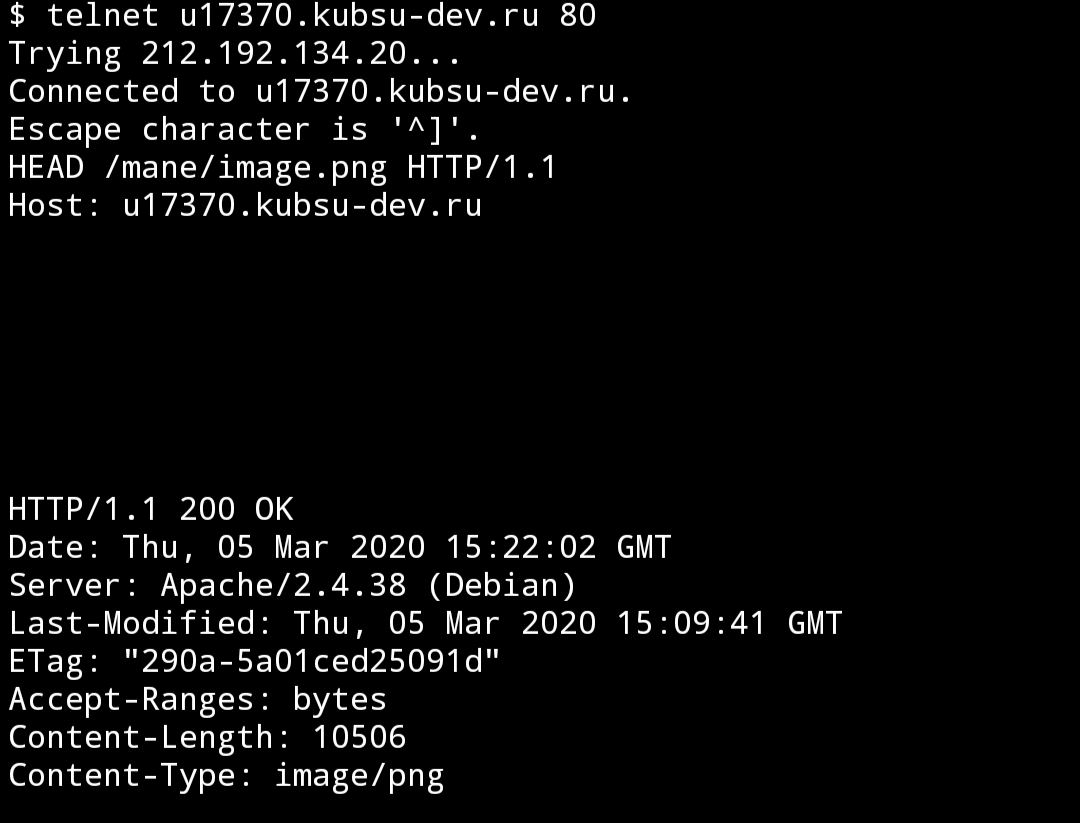 $ telnet u17370.kubsu-dev.ru 80
Trying 212.192.134.20...
Connected to u17370.kubsu-dev.ru.
Escape character is '^]'.
HEAD /mane/image.png HTTP/1.1
Host: u17370.kubsu-dev.ru
HTTP/1.1 200 OK
Date: Thu, 05 Mar 2020 15:22:02 GMT
Server: Apache/2.4.38 (Debian)
Last-Modified: Thu, 05 Mar 2020 15:09:41 GMT
ETag: "290a-5a01ced25091d"
Accept-Ranges: bytes
Content-Length: 10506
Content-Type: image/png